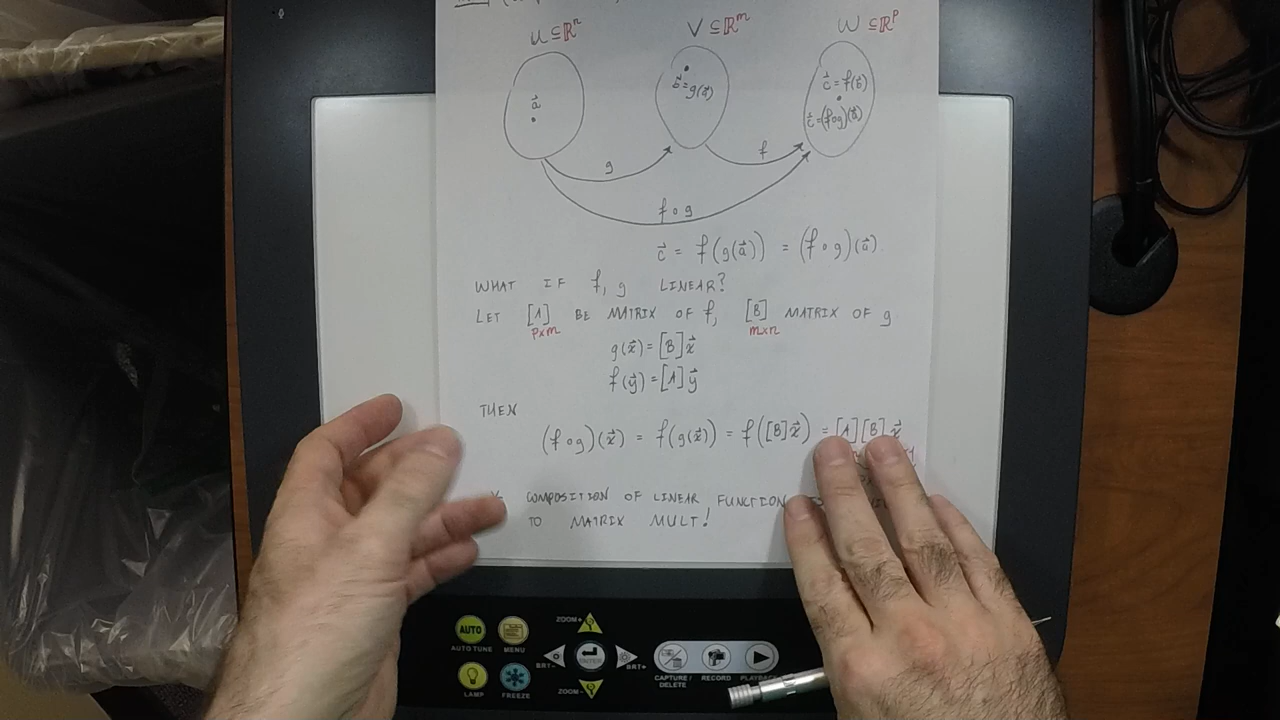 U ⊆ ℝⁿ V ⊆ ℝᵐ W ⊆ ℝᵖ
a⃗
b⃗ = g(a⃗)
c⃗ = f(b⃗)
c⃗ = (f∘g)(a⃗)
g
f
f∘g
c⃗ = f(g(a⃗)) = (f∘g)(a⃗).
WHAT IF f, g LINEAR?
LET [A] BE MATRIX OF f, [B] MATRIX OF g
p×m m×n
g(x⃗) = [B]x⃗
f(y⃗) = [A]y⃗
THEN
(f∘g)(x⃗) = f(g(x⃗)) = f([B]x⃗) = [A][B]x⃗
COMPOSITION OF LINEAR FUNCTION
TO MATRIX MULT!
AUTO
AUTO TUNE
MENU
LAMP
FREEZE
ZOOM+
BRT-
ENTER
BRT+
ZOOM-
CAPTURE/
DELETE
RECORD
PLAYBACK